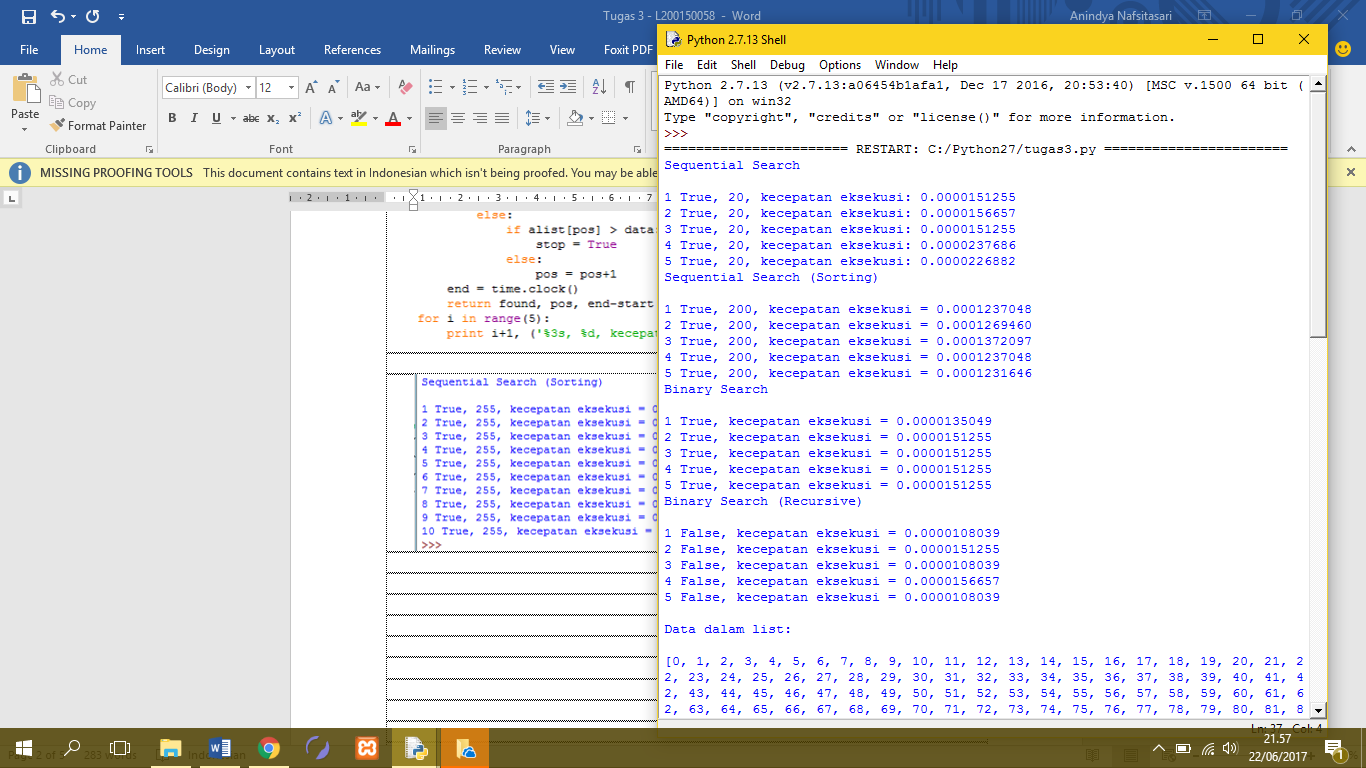 Tugas 3 - L200150058 - Word
Anindya Nafsitasari
File Home Insert Design Layout References Mailings Review View Foxit PDF
Paste
Cut
Copy
Format Painter
Clipboard
Calibri (Body) 12
Font
Paragraph
MISSING PROOFING TOOLS This document contains text in Indonesian which isn't being proofed. You may be able
else:
if alist[pos] > data:
stop = True
else:
pos = pos+1
end = time.clock()
return found, pos, end-start
for i in range(5):
print i+1, ('%3s, %d, kecepat
Sequential Search (Sorting)
1 True, 255, kecepatan eksekusi = 0
2 True, 255, kecepatan eksekusi = 0
3 True, 255, kecepatan eksekusi = 0
4 True, 255, kecepatan eksekusi = 0
5 True, 255, kecepatan eksekusi = 0
6 True, 255, kecepatan eksekusi = 0
7 True, 255, kecepatan eksekusi = 0
8 True, 255, kecepatan eksekusi = 0
9 True, 255, kecepatan eksekusi = 0
10 True, 255, kecepatan eksekusi =
>>>
Python 2.7.13 Shell
File Edit Shell Debug Options Window Help
Python 2.7.13 (v2.7.13:a06454b1afa1, Dec 17 2016, 20:53:40) [MSC v.1500 64 bit (
AMD64)] on win32
Type "copyright", "credits" or "license()" for more information.
>>>
======================= RESTART: C:/Python27/tugas3.py =======================
Sequential Search
1 True, 20, kecepatan eksekusi: 0.0000151255
2 True, 20, kecepatan eksekusi: 0.0000156657
3 True, 20, kecepatan eksekusi: 0.0000151255
4 True, 20, kecepatan eksekusi: 0.0000237686
5 True, 20, kecepatan eksekusi: 0.0000226882
Sequential Search (Sorting)
1 True, 200, kecepatan eksekusi = 0.0001237048
2 True, 200, kecepatan eksekusi = 0.0001269460
3 True, 200, kecepatan eksekusi = 0.0001372097
4 True, 200, kecepatan eksekusi = 0.0001237048
5 True, 200, kecepatan eksekusi = 0.0001231646
Binary Search
1 True, kecepatan eksekusi = 0.0000135049
2 True, kecepatan eksekusi = 0.0000151255
3 True, kecepatan eksekusi = 0.0000151255
4 True, kecepatan eksekusi = 0.0000151255
5 True, kecepatan eksekusi = 0.0000151255
Binary Search (Recursive)
1 False, kecepatan eksekusi = 0.0000108039
2 False, kecepatan eksekusi = 0.0000151255
3 False, kecepatan eksekusi = 0.0000108039
4 False, kecepatan eksekusi = 0.0000156657
5 False, kecepatan eksekusi = 0.0000108039
Data dalam list:
[0, 1, 2, 3, 4, 5, 6, 7, 8, 9, 10, 11, 12, 13, 14, 15, 16, 17, 18, 19, 20, 21, 2
2, 23, 24, 25, 26, 27, 28, 29, 30, 31, 32, 33, 34, 35, 36, 37, 38, 39, 40, 41, 4
2, 43, 44, 45, 46, 47, 48, 49, 50, 51, 52, 53, 54, 55, 56, 57, 58, 59, 60, 61, 6
2, 63, 64, 65, 66, 67, 68, 69, 70, 71, 72, 73, 74, 75, 76, 77, 78, 79, 80, 81, 8
Ln: 37 Col: 4
21.57
22/06/2017